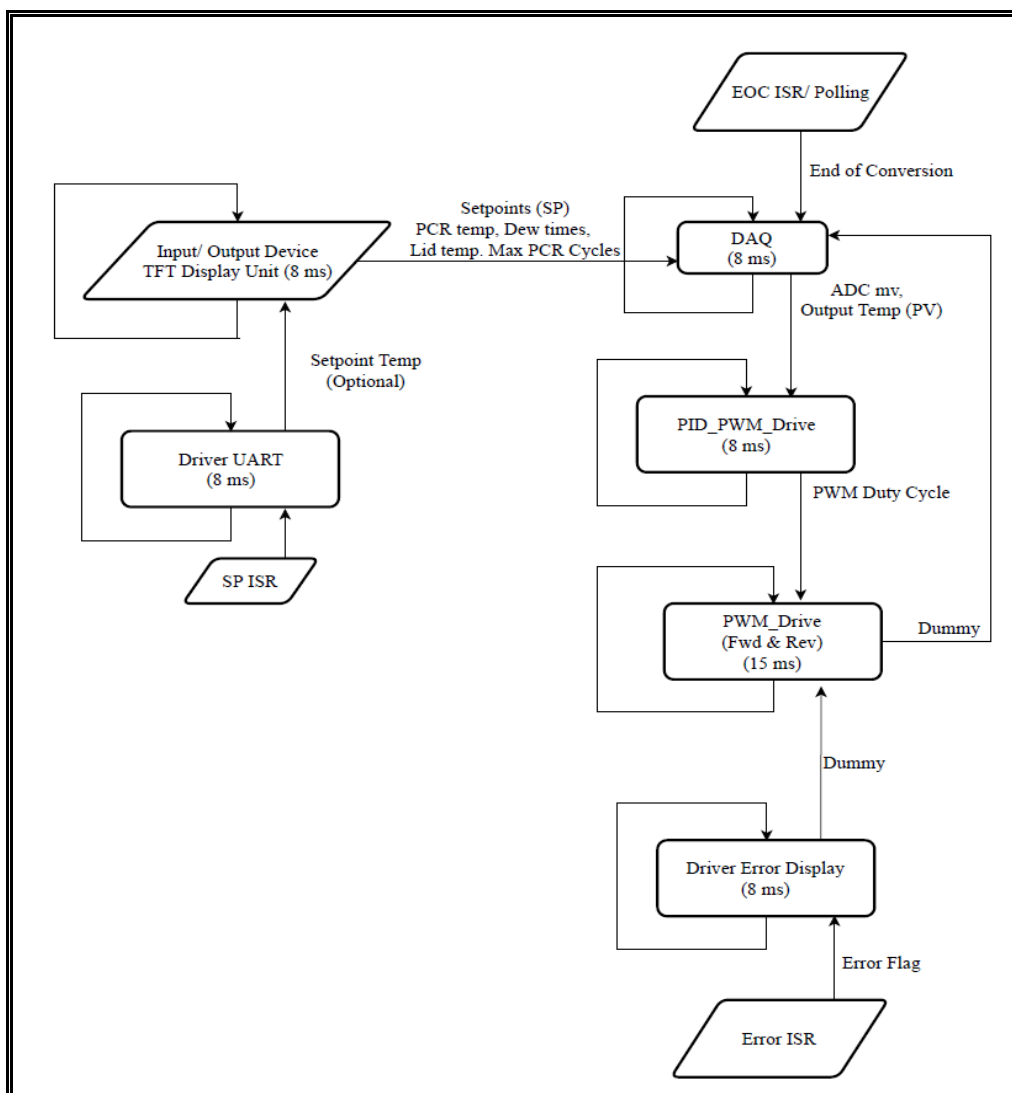 EOC ISR/ Polling
End of Conversion
Setpoints (SP)
PCR temp, Dew times,
Lid temp. Max PCR Cycles
DAQ
(8 ms)
Input/ Output Device
TFT Display Unit (8 ms)
ADC mv,
Output Temp (PV)
Setpoint Temp
(Optional)
PID_PWM_Drive
(8 ms)
Driver UART
(8 ms)
PWM Duty Cycle
SP ISR
PWM_Drive
(Fwd & Rev)
(15 ms)
Dummy
Dummy
Driver Error Display
(8 ms)
Error Flag
Error ISR